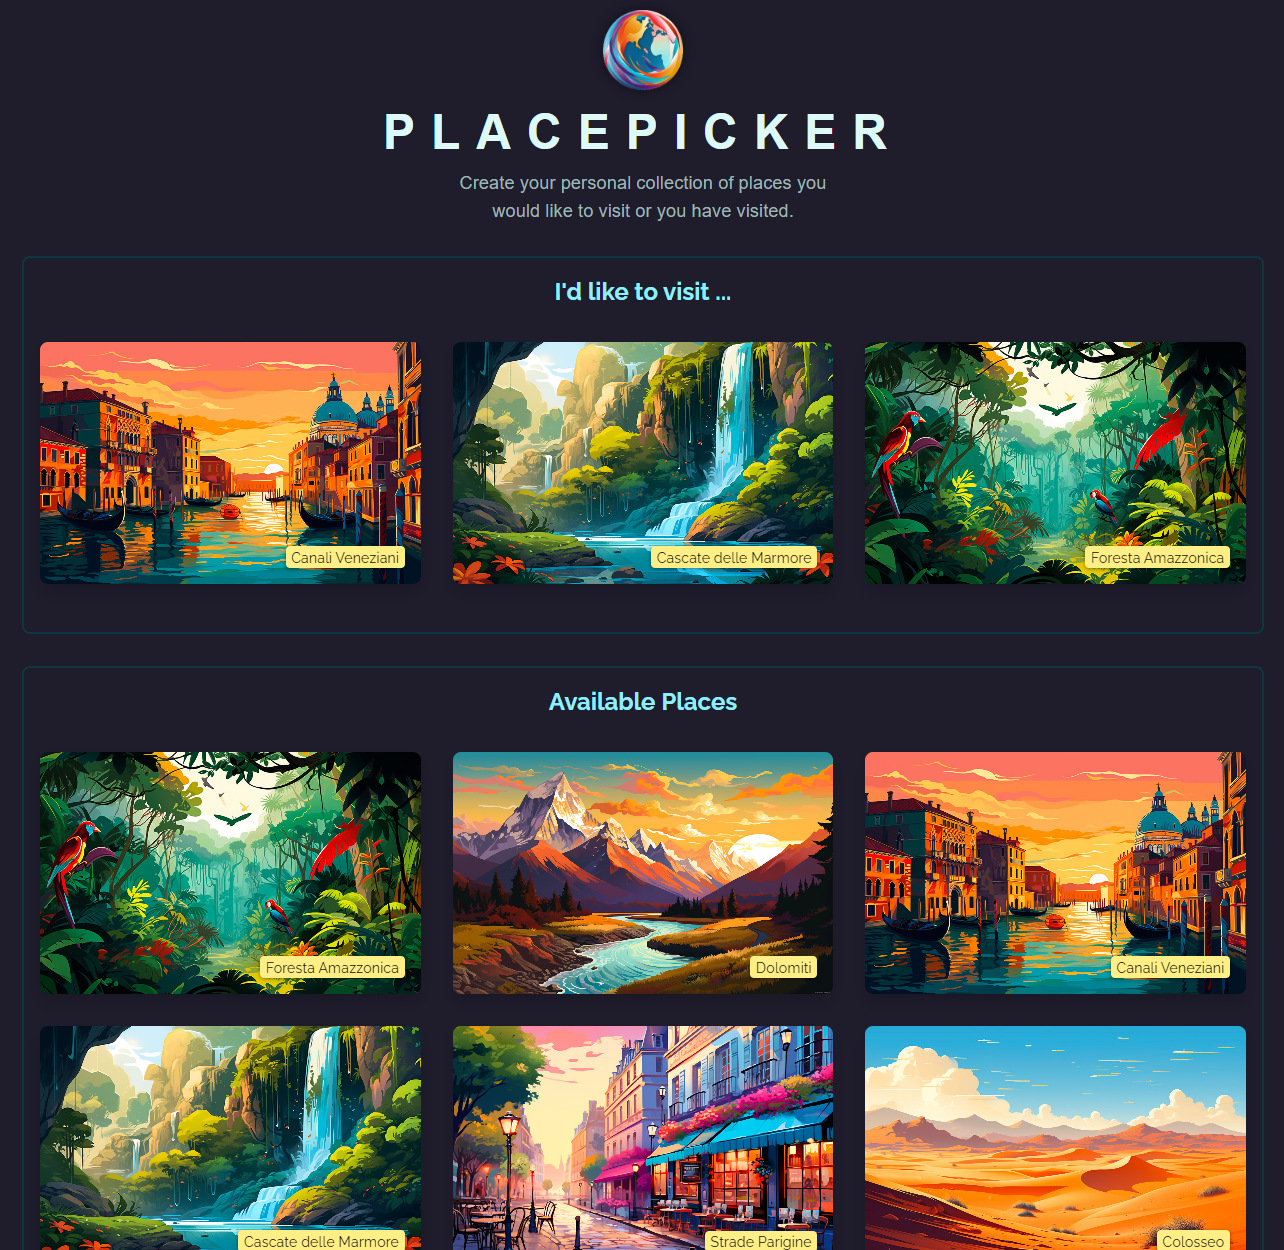 PLACEPICKER
Create your personal collection of places you
would like to visit or you have visited.
I'd like to visit ...
Canali Veneziani
Cascate delle Marmore
Foresta Amazzonica
Available Places
Foresta Amazzonica
Dolomiti
Canali Veneziani
Cascate delle Marmore
Strade Parigine
Colosseo